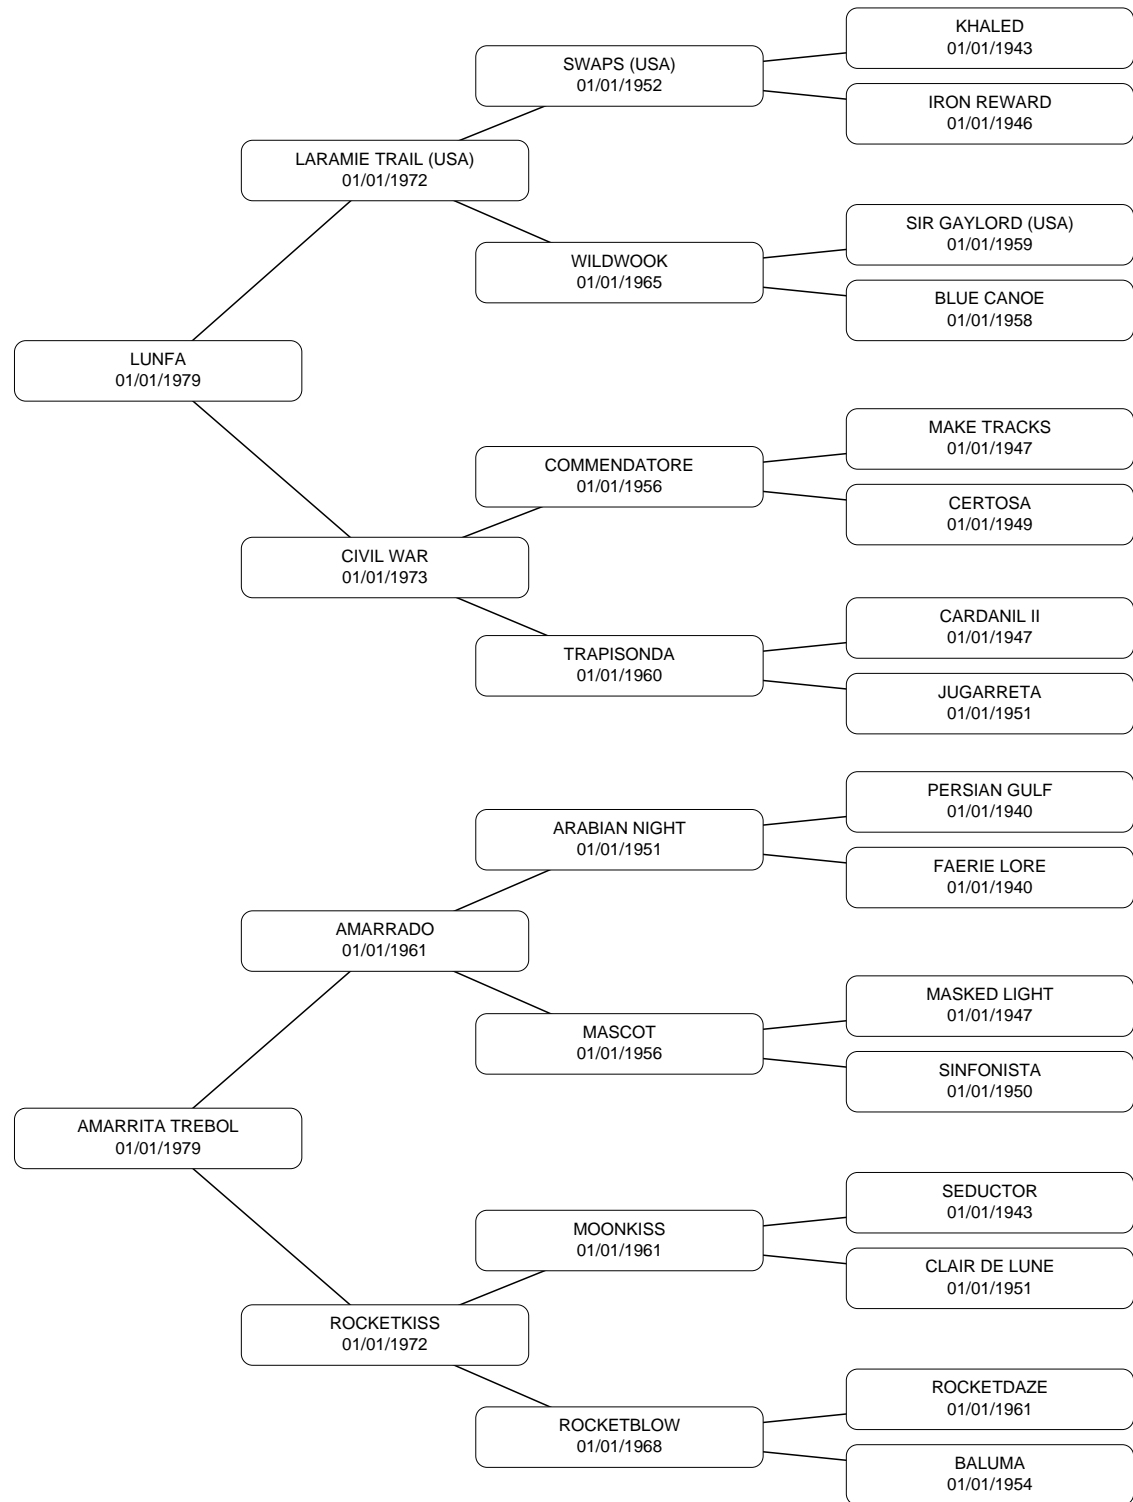 KHALED
01/01/1943
SWAPS (USA)
01/01/1952
IRON REWARD
01/01/1946
LARAMIE TRAIL (USA)
01/01/1972
SIR GAYLORD (USA)
01/01/1959
WILDWOOK
01/01/1965
BLUE CANOE
01/01/1958
LUNFA
01/01/1979
MAKE TRACKS
01/01/1947
COMMENDATORE
01/01/1956
CERTOSA
01/01/1949
CIVIL WAR
01/01/1973
CARDANIL II
01/01/1947
TRAPISONDA
01/01/1960
JUGARRETA
01/01/1951
PERSIAN GULF
01/01/1940
ARABIAN NIGHT
01/01/1951
FAERIE LORE
01/01/1940
AMARRADO
01/01/1961
MASKED LIGHT
01/01/1947
MASCOT
01/01/1956
SINFONISTA
01/01/1950
AMARRITA TREBOL
01/01/1979
SEDUCTOR
01/01/1943
MOONKISS
01/01/1961
CLAIR DE LUNE
01/01/1951
ROCKETKISS
01/01/1972
ROCKETDAZE
01/01/1961
ROCKETBLOW
01/01/1968
BALUMA
01/01/1954